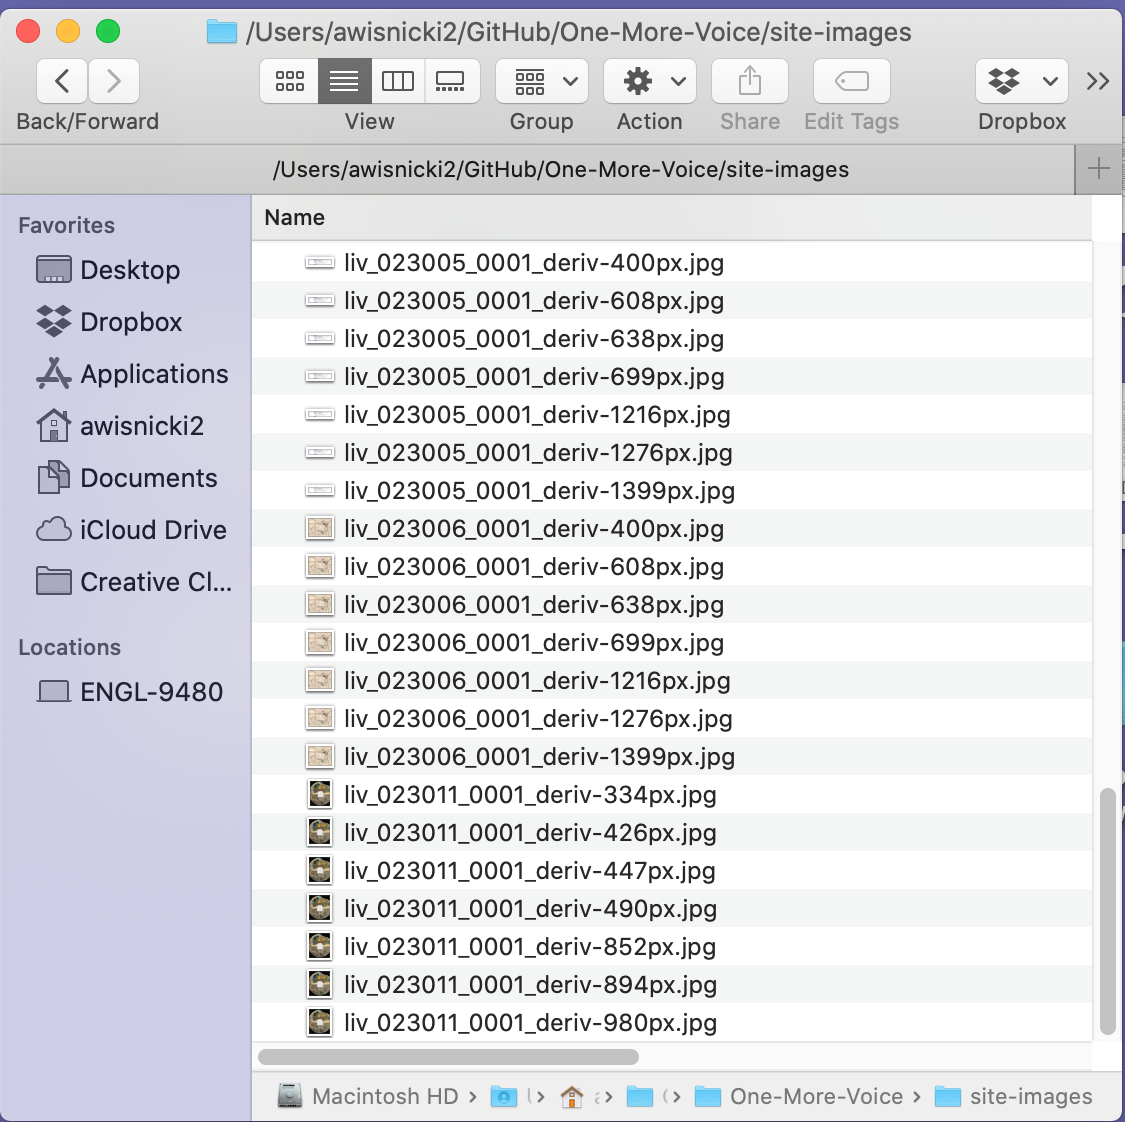 /Users/awisnicki2/GitHub/One-More-Voice/site-images
Back/Forward View Group Action Share Edit Tags Dropbox
/Users/awisnicki2/GitHub/One-More-Voice/site-images
Favorites
Desktop
Dropbox
Applications
awisnicki2
Documents
iCloud Drive
Creative Cl...
Locations
ENGL-9480
Name
liv_023005_0001_deriv-400px.jpg
liv_023005_0001_deriv-608px.jpg
liv_023005_0001_deriv-638px.jpg
liv_023005_0001_deriv-699px.jpg
liv_023005_0001_deriv-1216px.jpg
liv_023005_0001_deriv-1276px.jpg
liv_023005_0001_deriv-1399px.jpg
liv_023006_0001_deriv-400px.jpg
liv_023006_0001_deriv-608px.jpg
liv_023006_0001_deriv-638px.jpg
liv_023006_0001_deriv-699px.jpg
liv_023006_0001_deriv-1216px.jpg
liv_023006_0001_deriv-1276px.jpg
liv_023006_0001_deriv-1399px.jpg
liv_023011_0001_deriv-334px.jpg
liv_023011_0001_deriv-426px.jpg
liv_023011_0001_deriv-447px.jpg
liv_023011_0001_deriv-490px.jpg
liv_023011_0001_deriv-852px.jpg
liv_023011_0001_deriv-894px.jpg
liv_023011_0001_deriv-980px.jpg
Macintosh HD › › › › One-More-Voice › site-images